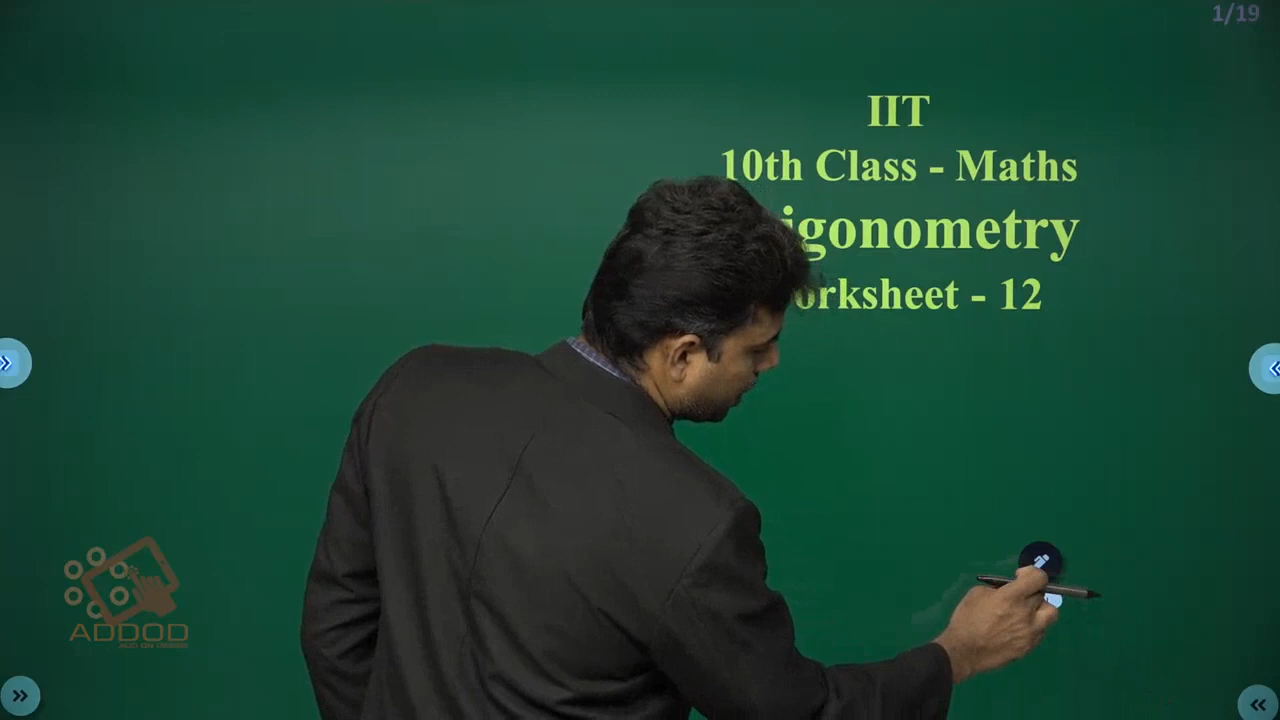 1/19
IIT
10th Class - Maths
igonometry
orksheet - 12
ADDOD